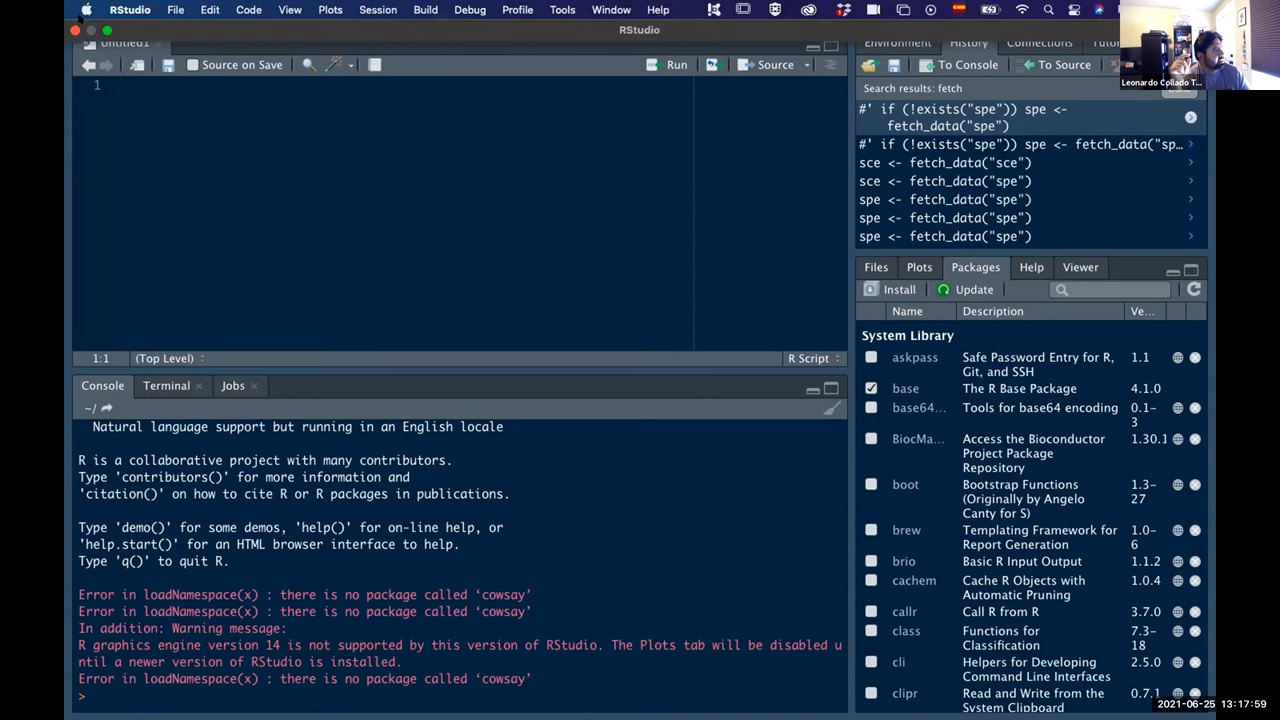 RStudio File Edit Code View Plots Session Build Debug Profile Tools Window Help
RStudio
Untitled1
Source on Save Run Source
1
1:1 (Top Level) R Script
Console Terminal Jobs
~/
Natural language support but running in an English locale
R is a collaborative project with many contributors.
Type 'contributors()' for more information and
'citation()' on how to cite R or R packages in publications.
Type 'demo()' for some demos, 'help()' for on-line help, or
'help.start()' for an HTML browser interface to help.
Type 'q()' to quit R.
Error in loadNamespace(x) : there is no package called ‘cowsay’
Error in loadNamespace(x) : there is no package called ‘cowsay’
In addition: Warning message:
R graphics engine version 14 is not supported by this version of RStudio. The Plots tab will be disabled u
ntil a newer version of RStudio is installed.
Error in loadNamespace(x) : there is no package called ‘cowsay’
>
Environment History Connections
To Console To Source
Search results: fetch
#' if (!exists("spe")) spe <-
fetch_data("spe")
#' if (!exists("spe")) spe <- fetch_data("sp…
sce <- fetch_data("sce")
sce <- fetch_data("sce")
spe <- fetch_data("spe")
spe <- fetch_data("spe")
spe <- fetch_data("spe")
Files Plots Packages Help Viewer
Install Update
Name Description Ve...
System Library
askpass Safe Password Entry for R, 1.1
Git, and SSH
base The R Base Package 4.1.0
base64... Tools for base64 encoding 0.1-
3
BiocMa... Access the Bioconductor 1.30.1
Project Package
Repository
boot Bootstrap Functions 1.3-
(Originally by Angelo 27
Canty for S)
brew Templating Framework for 1.0-
Report Generation 6
brio Basic R Input Output 1.1.2
cachem Cache R Objects with 1.0.4
Automatic Pruning
callr Call R from R 3.7.0
class Functions for 7.3-
Classification 18
cli Helpers for Developing 2.5.0
Command Line Interfaces
clipr Read and Write from the 0.7.1
System Clipboard
Leonardo Collado T...
2021-06-25 13:17:59